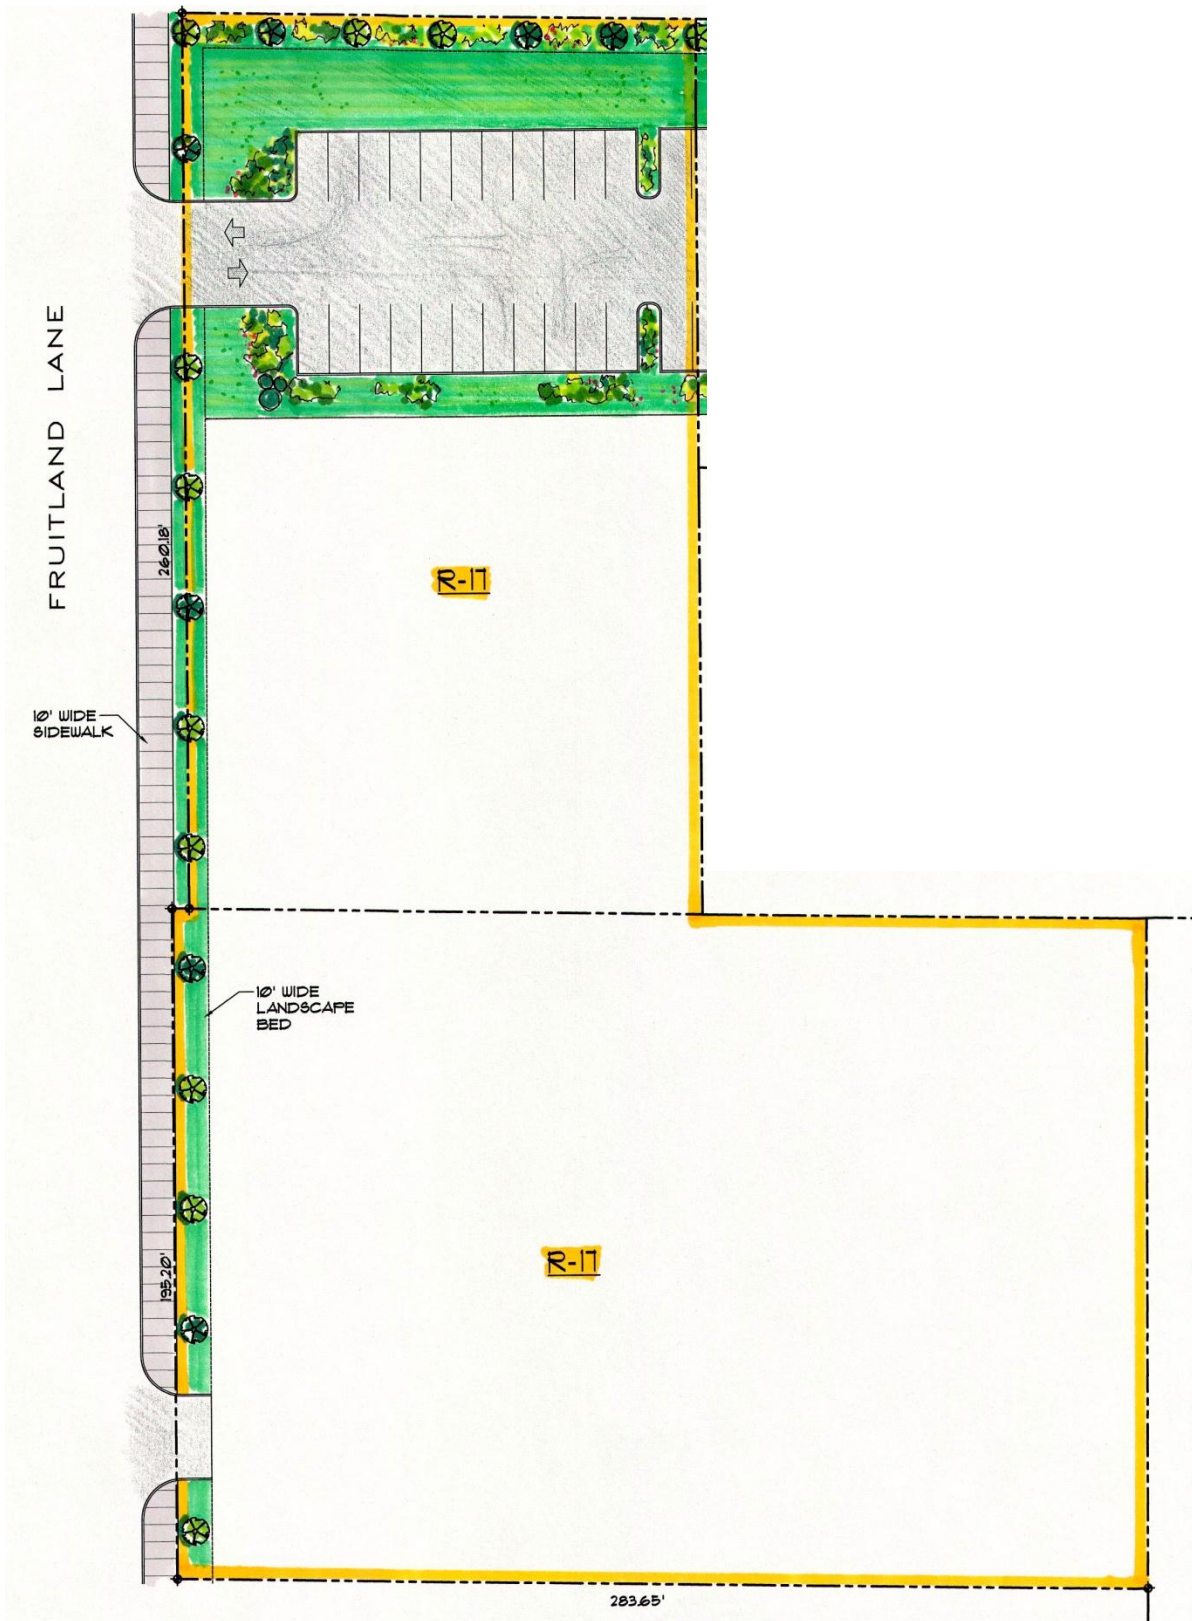 FRUITLAND LANE
260.18'
R-17
10' WIDE
SIDEWALK
10' WIDE
LANDSCAPE
BED
195.20'
R-17
283.65'